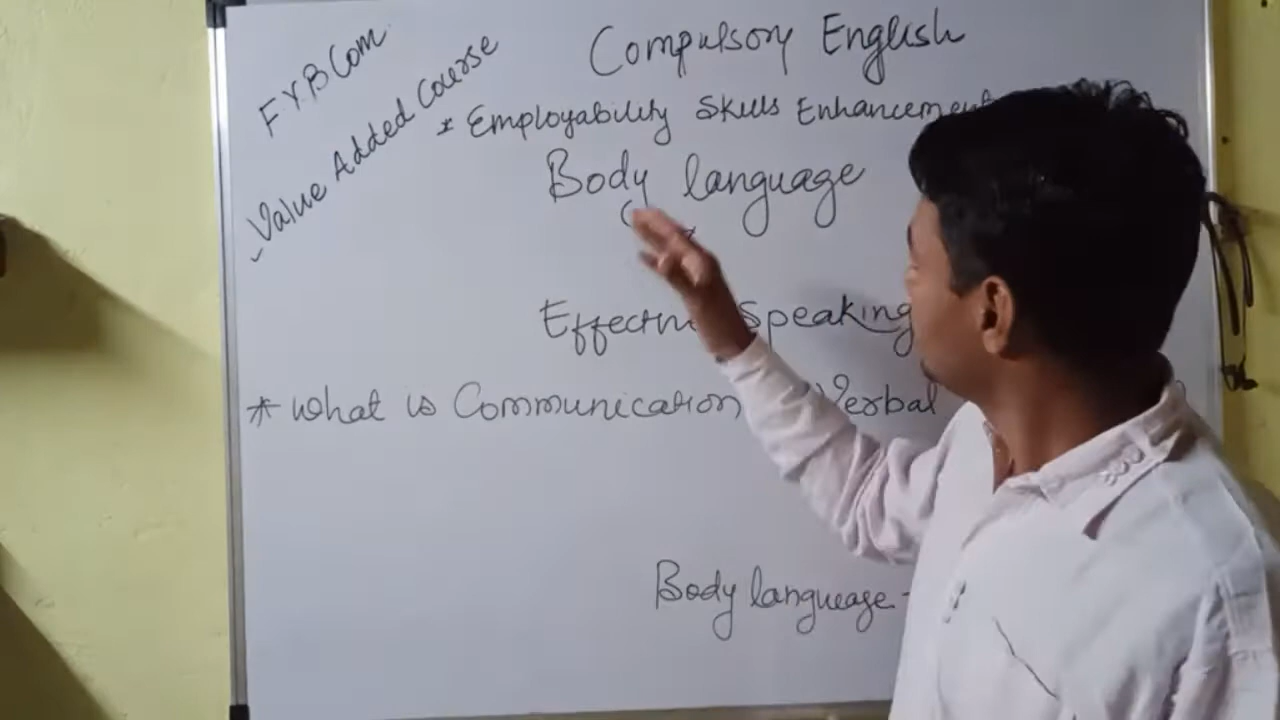 FYBCom
Value Added Course
Compulsory English
* Employability Skills Enhancement
Body language
Effective Speaking
* What is Communication Verbal
Body language -